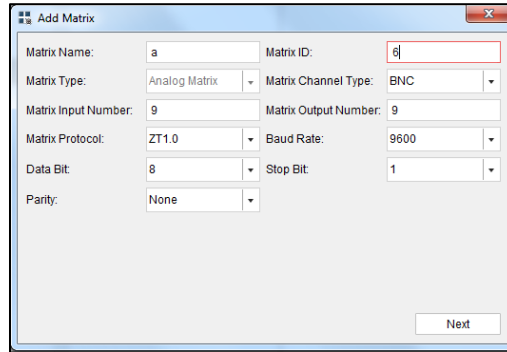 Add Matrix
Matrix Name: a Matrix ID: 6
Matrix Type: Analog Matrix Matrix Channel Type: BNC
Matrix Input Number: 9 Matrix Output Number: 9
Matrix Protocol: ZT1.0 Baud Rate: 9600
Data Bit: 8 Stop Bit: 1
Parity: None
Next